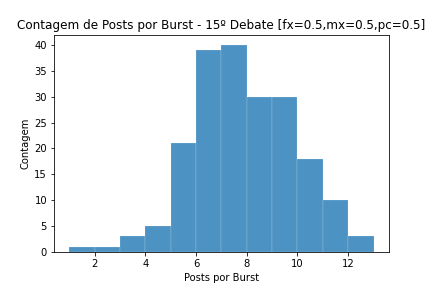 Contagem de Posts por Burst - 15º Debate [fx=0.5,mx=0.5,pc=0.5]
40
35
30
25
20
15
10
5
0
Contagem
2 4 6 8 10 12
Posts por Burst